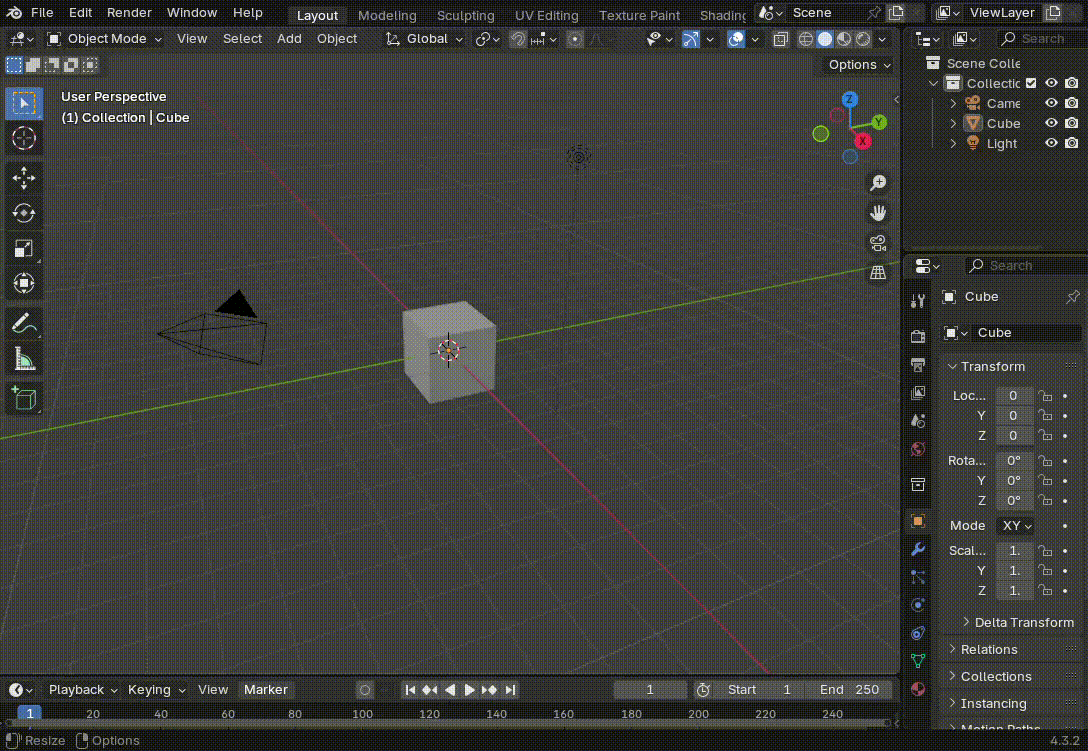 File Edit Render Window Help Layout Modeling Sculpting UV Editing Texture Paint Shading Scene ViewLayer
Object Mode View Select Add Object Global Search
Options
User Perspective
(1) Collection | Cube
Z
Y
X
Scene Colle
Collectic
Came
Cube
Light
Search
Cube
Cube
Transform
Loc... 0
Y 0
Z 0
Rota... 0°
Y 0°
Z 0°
Mode XY
Scal... 1.
Y 1.
Z 1.
Delta Transform
Relations
Collections
Instancing
Motion Paths
Playback Keying View Marker 1 Start 1 End 250
1 20 40 60 80 100 120 140 160 180 200 220 240
Resize Options 4.3.2